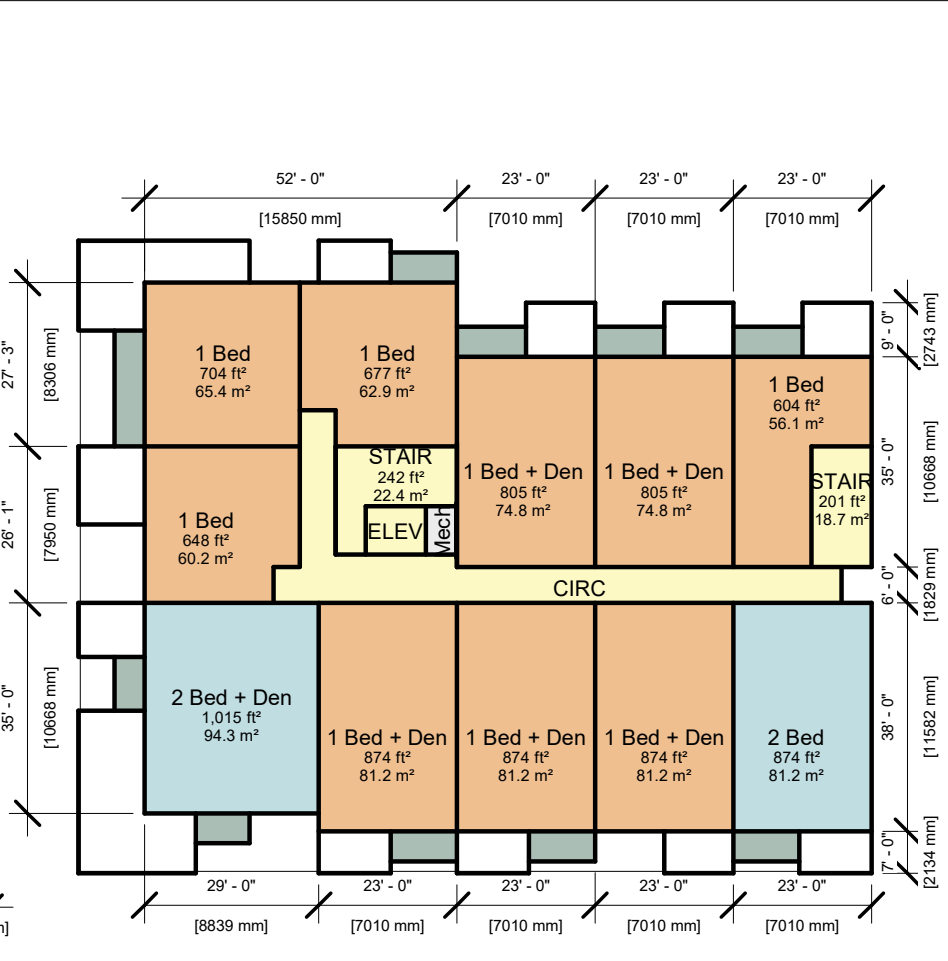 52' - 0"
23' - 0"
23' - 0"
23' - 0"
[15850 mm]
[7010 mm]
[7010 mm]
[7010 mm]
27' - 3"
[8306 mm]
26' - 1"
[7950 mm]
35' - 0"
[10668 mm]
1 Bed
704 ft²
65.4 m²
1 Bed
677 ft²
62.9 m²
1 Bed
604 ft²
56.1 m²
9' - 0"
[2743 mm]
35' - 0"
[10668 mm]
6' - 0"
[1829 mm]
38' - 0"
[11582 mm]
7' - 0"
[2134 mm]
STAIR
242 ft²
22.4 m²
1 Bed + Den
805 ft²
74.8 m²
1 Bed + Den
805 ft²
74.8 m²
STAIR
201 ft²
18.7 m²
1 Bed
648 ft²
60.2 m²
ELEV
Mech
CIRC
2 Bed + Den
1,015 ft²
94.3 m²
1 Bed + Den
874 ft²
81.2 m²
1 Bed + Den
874 ft²
81.2 m²
1 Bed + Den
874 ft²
81.2 m²
2 Bed
874 ft²
81.2 m²
29' - 0"
23' - 0"
23' - 0"
23' - 0"
23' - 0"
[8839 mm]
[7010 mm]
[7010 mm]
[7010 mm]
[7010 mm]